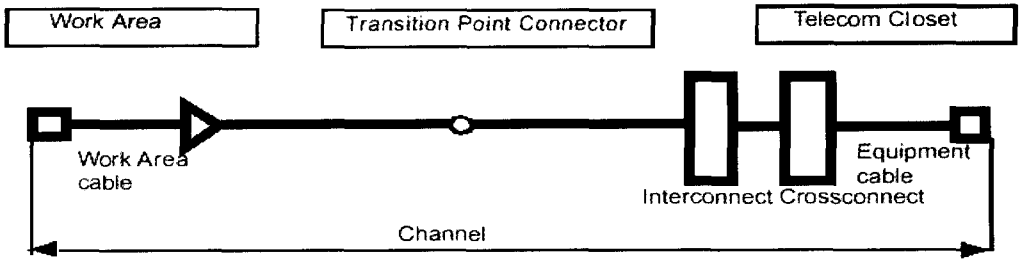 Work Area
Transition Point Connector
Telecom Closet
Work Area
cable
Equipment
cable
Interconnect Crossconnect
Channel